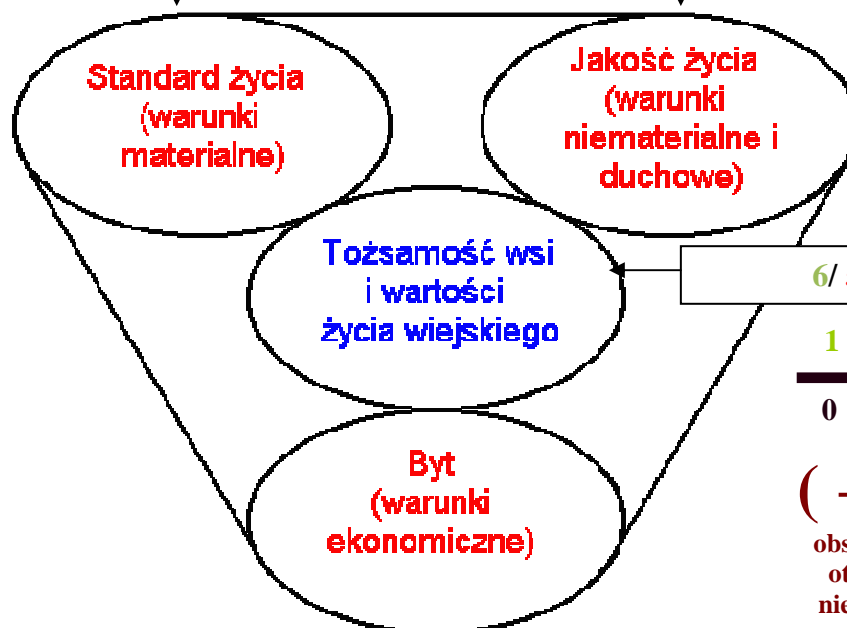 Standard życia
(warunki
materialne)
Jakość życia
(warunki
niematerialne i
duchowe)
Tożsamość wsi
i wartości
życia wiejskiego
6/
1
0
Byt
(warunki
ekonomiczne)
( -